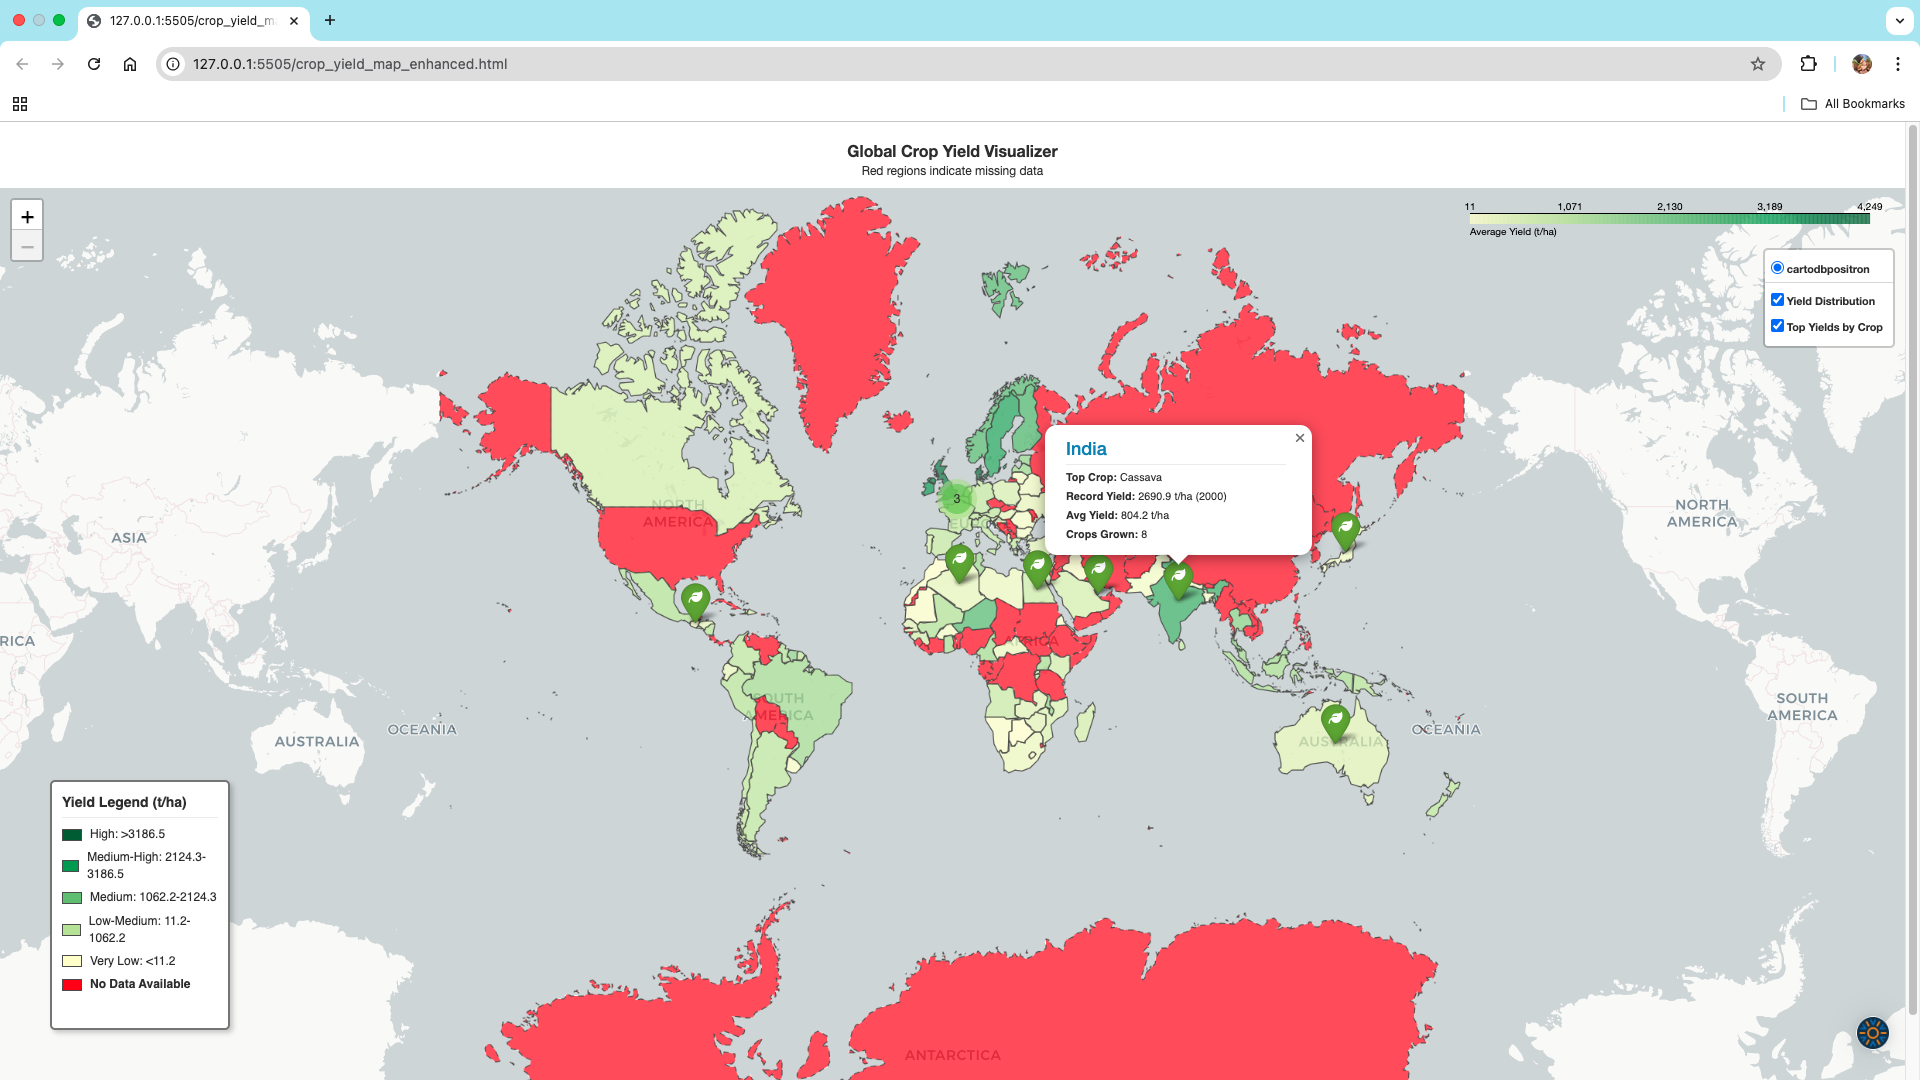 127.0.0.1:5505/crop_yield_m
127.0.0.1:5505/crop_yield_map_enhanced.html
All Bookmarks
Global Crop Yield Visualizer
Red regions indicate missing data
+
−
11 1,071 2,130 3,189 4,249
Average Yield (t/ha)
cartodbpositron
Yield Distribution
Top Yields by Crop
India
×
Top Crop: Cassava
Record Yield: 2690.9 t/ha (2000)
Avg Yield: 804.2 t/ha
Crops Grown: 8
3
NORTH
AMERICA
EUROPE
ASIA
NORTH
AMERICA
RICA
AFRICA
SOUTH
AMERICA
SOUTH
AMERICA
OCEANIA
AUSTRALIA
AUSTRALIA
OCEANIA
ANTARCTICA
Yield Legend (t/ha)
High: >3186.5
Medium-High: 2124.3-
3186.5
Medium: 1062.2-2124.3
Low-Medium: 11.2-
1062.2
Very Low: <11.2
No Data Available